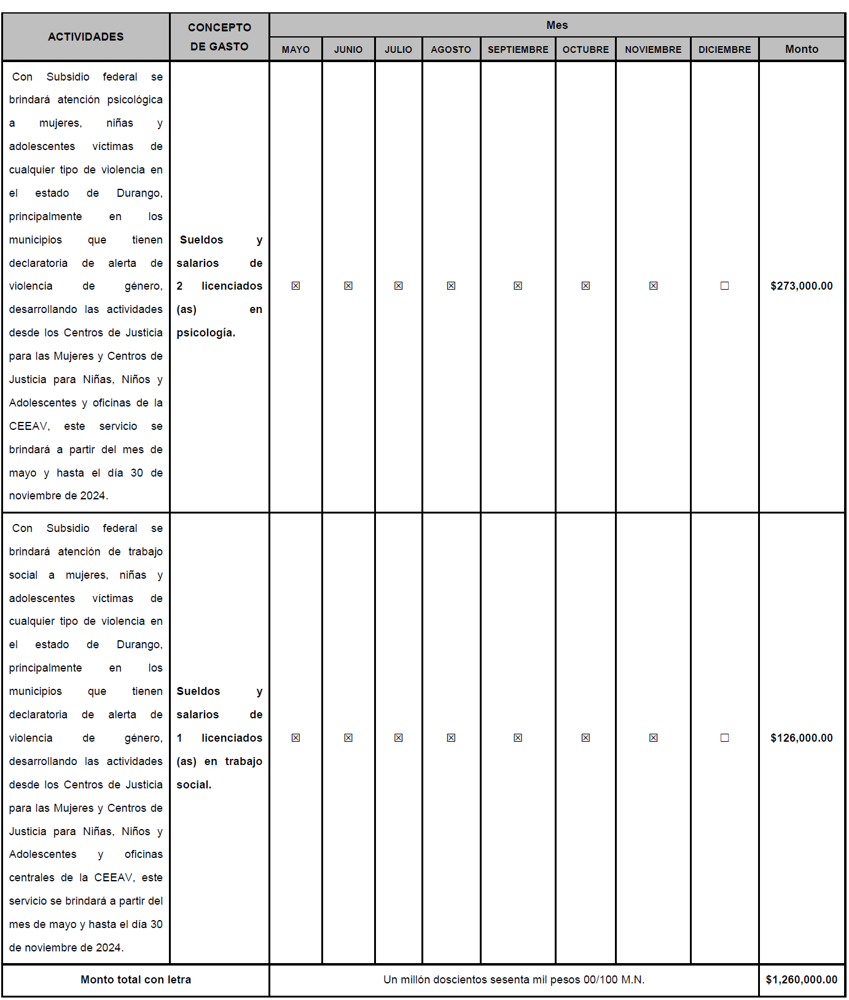 ACTIVIDADES
CONCEPTO
DE GASTO
Mes
MAYO JUNIO JULIO AGOSTO SEPTIEMBRE OCTUBRE NOVIEMBRE DICIEMBRE Monto
Con Subsidio federal se
brindará atención psicológica
a mujeres, niñas y
adolescentes víctimas de
cualquier tipo de violencia en
el estado de Durango,
principalmente en los
municipios que tienen
declaratoria de alerta de
violencia de género,
desarrollando las actividades
desde los Centros de Justicia
para las Mujeres y Centros de
Justicia para Niñas, Niños y
Adolescentes y oficinas de la
CEEAV, este servicio se
brindará a partir del mes de
mayo y hasta el día 30 de
noviembre de 2024.
Sueldos y
salarios de
2 licenciados
(as) en
psicología.
☒ ☒ ☒ ☒ ☒ ☒ ☒ ☐ $273,000.00
Con Subsidio federal se
brindará atención de trabajo
social a mujeres, niñas y
adolescentes víctimas de
cualquier tipo de violencia en
el estado de Durango,
principalmente en los
municipios que tienen
declaratoria de alerta de
violencia de género,
desarrollando las actividades
desde los Centros de Justicia
para las Mujeres y Centros de
Justicia para Niñas, Niños y
Adolescentes y oficinas
centrales de la CEEAV, este
servicio se brindará a partir del
mes de mayo y hasta el día 30
de noviembre de 2024.
Sueldos y
salarios de
1 licenciados
(as) en trabajo
social.
☒ ☒ ☒ ☒ ☒ ☒ ☒ ☐ $126,000.00
Monto total con letra Un millón doscientos sesenta mil pesos 00/100 M.N. $1,260,000.00